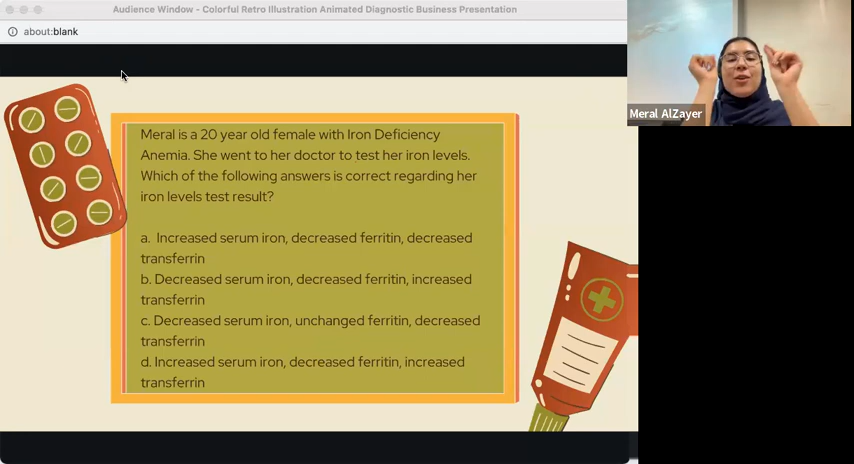 Audience Window - Colorful Retro Illustration Animated Diagnostic Business Presentation
about:blank
Meral AlZayer
Meral is a 20 year old female with Iron Deficiency
Anemia. She went to her doctor to test her iron levels.
Which of the following answers is correct regarding her
iron levels test result?
a. Increased serum iron, decreased ferritin, decreased
transferrin
b. Decreased serum iron, decreased ferritin, increased
transferrin
c. Decreased serum iron, unchanged ferritin, decreased
transferrin
d. Increased serum iron, decreased ferritin, increased
transferrin